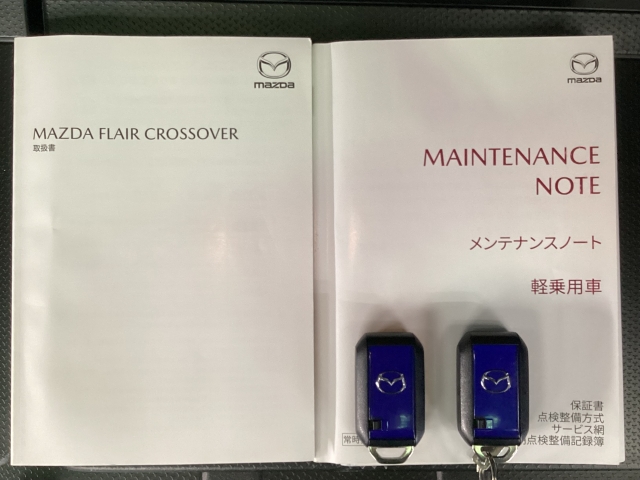 mazda
MAZDA FLAIR CROSSOVER
取扱書
mazda
MAINTENANCE
NOTE
メンテナンスノート
軽乗用車
保証書
点検整備方式
サービス網
点検整備記録簿
常時